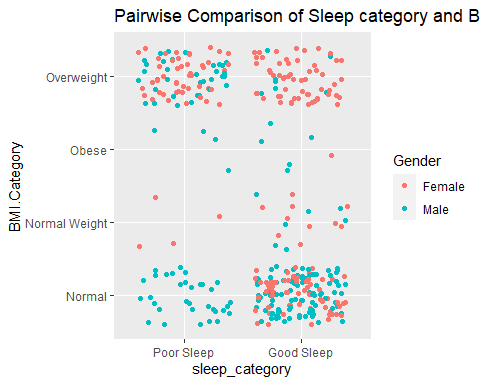 Pairwise Comparison of Sleep category and B
Overweight
Obese
Normal Weight
Normal
BMI.Category
Poor Sleep
Good Sleep
sleep_category
Gender
Female
Male